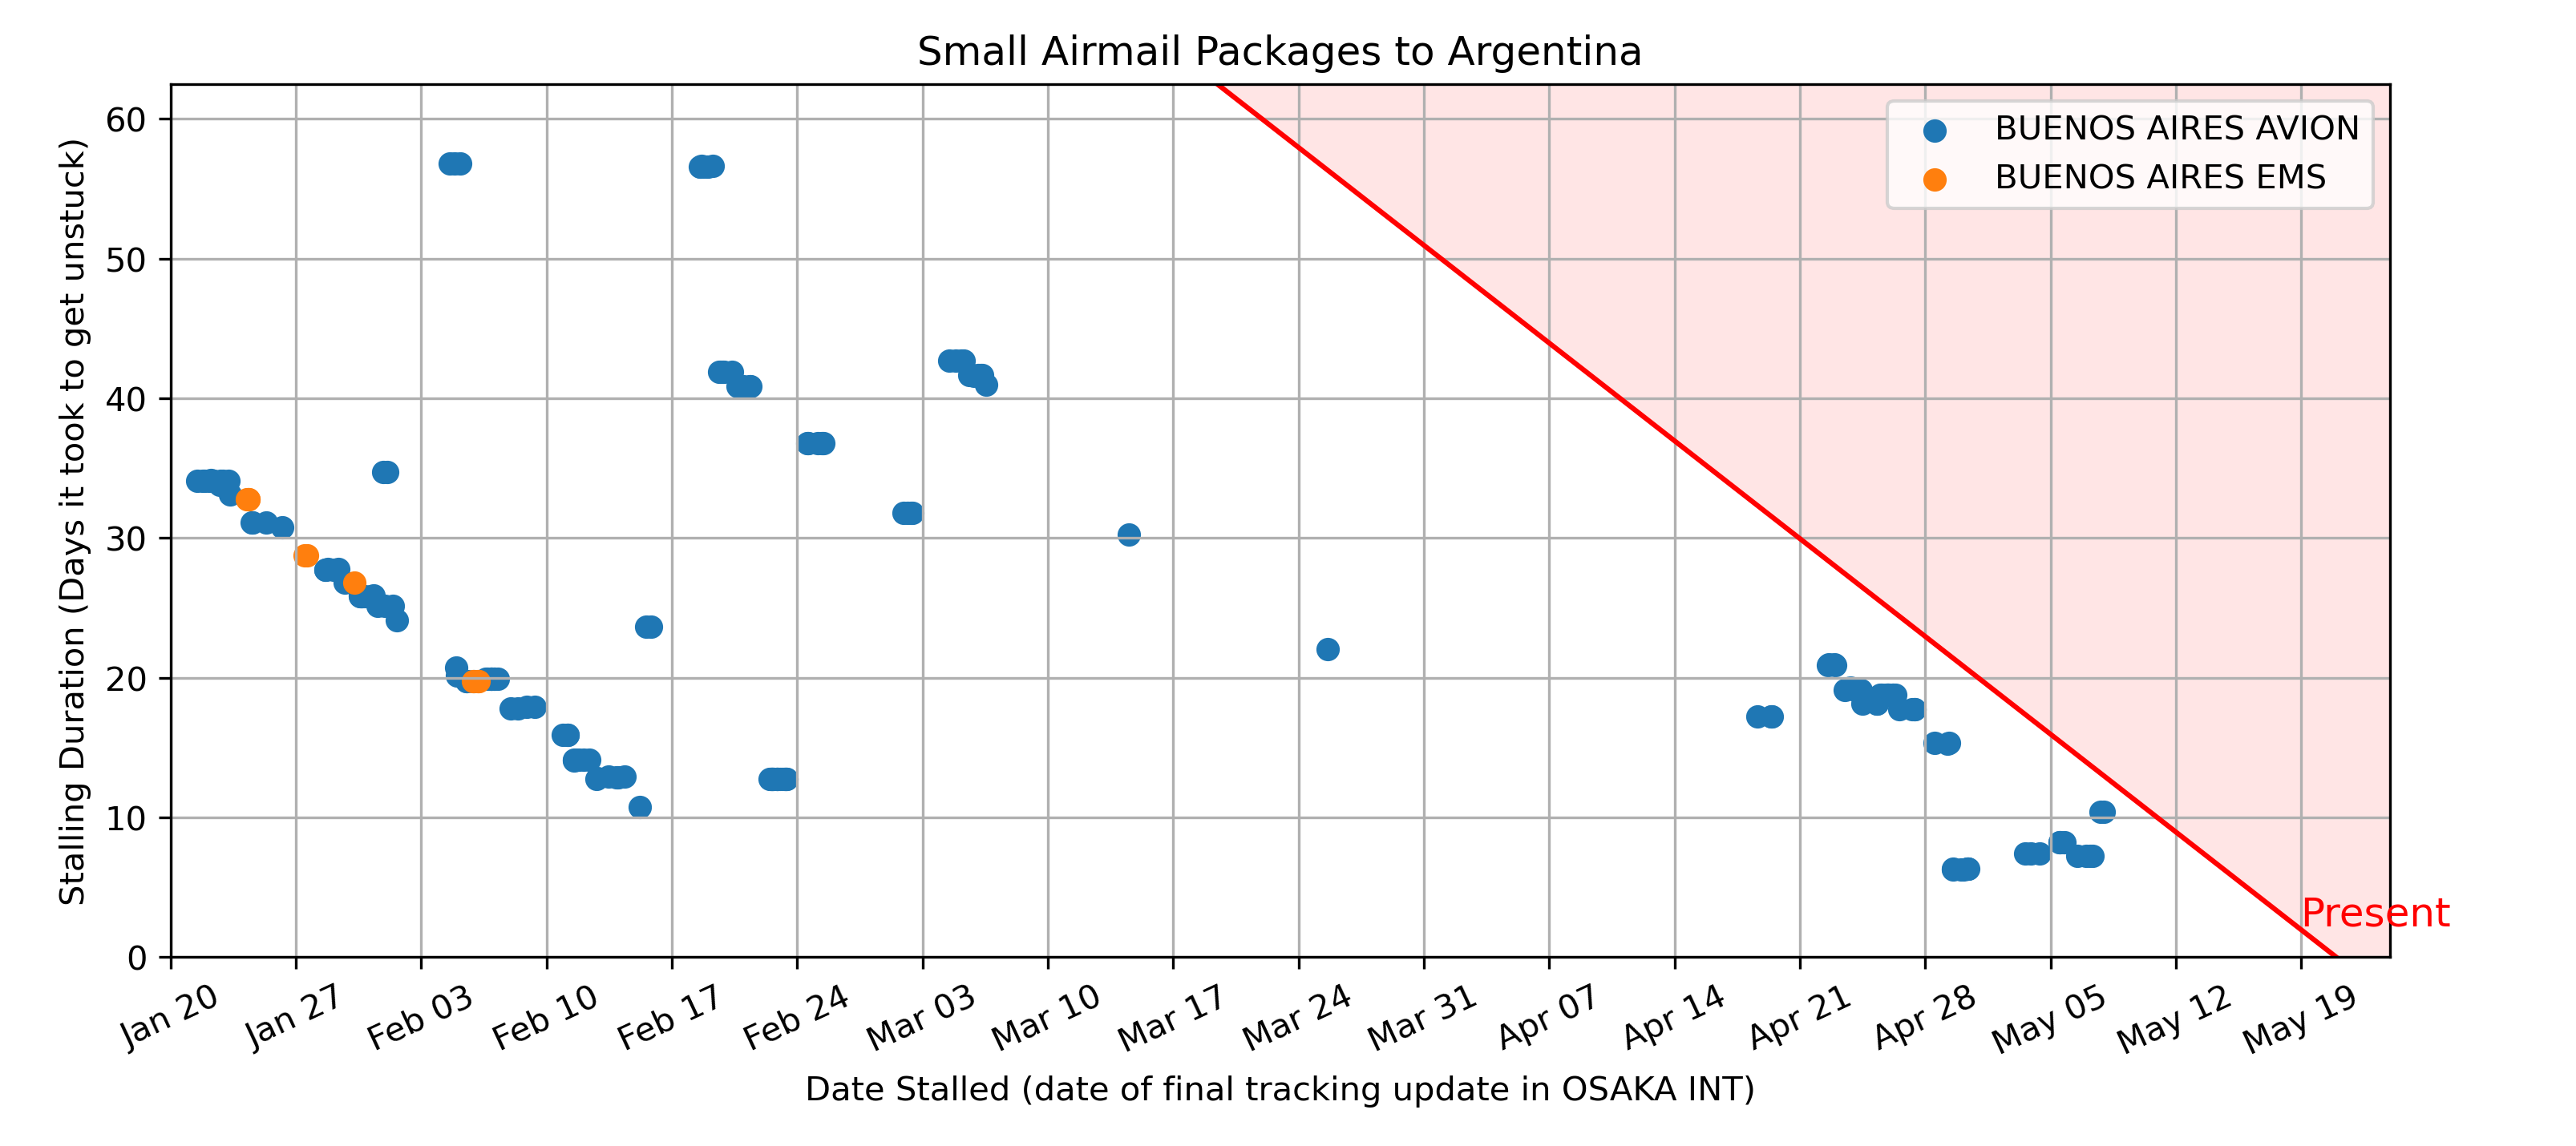 Small Airmail Packages to Argentina
BUENOS AIRES AVION
BUENOS AIRES EMS
Stalling Duration (Days it took to get unstuck)
60
50
40
30
20
10
0
Present
Jan 20
Jan 27
Feb 03
Feb 10
Feb 17
Feb 24
Mar 03
Mar 10
Mar 17
Mar 24
Mar 31
Apr 07
Apr 14
Apr 21
Apr 28
May 05
May 12
May 19
Date Stalled (date of final tracking update in OSAKA INT)